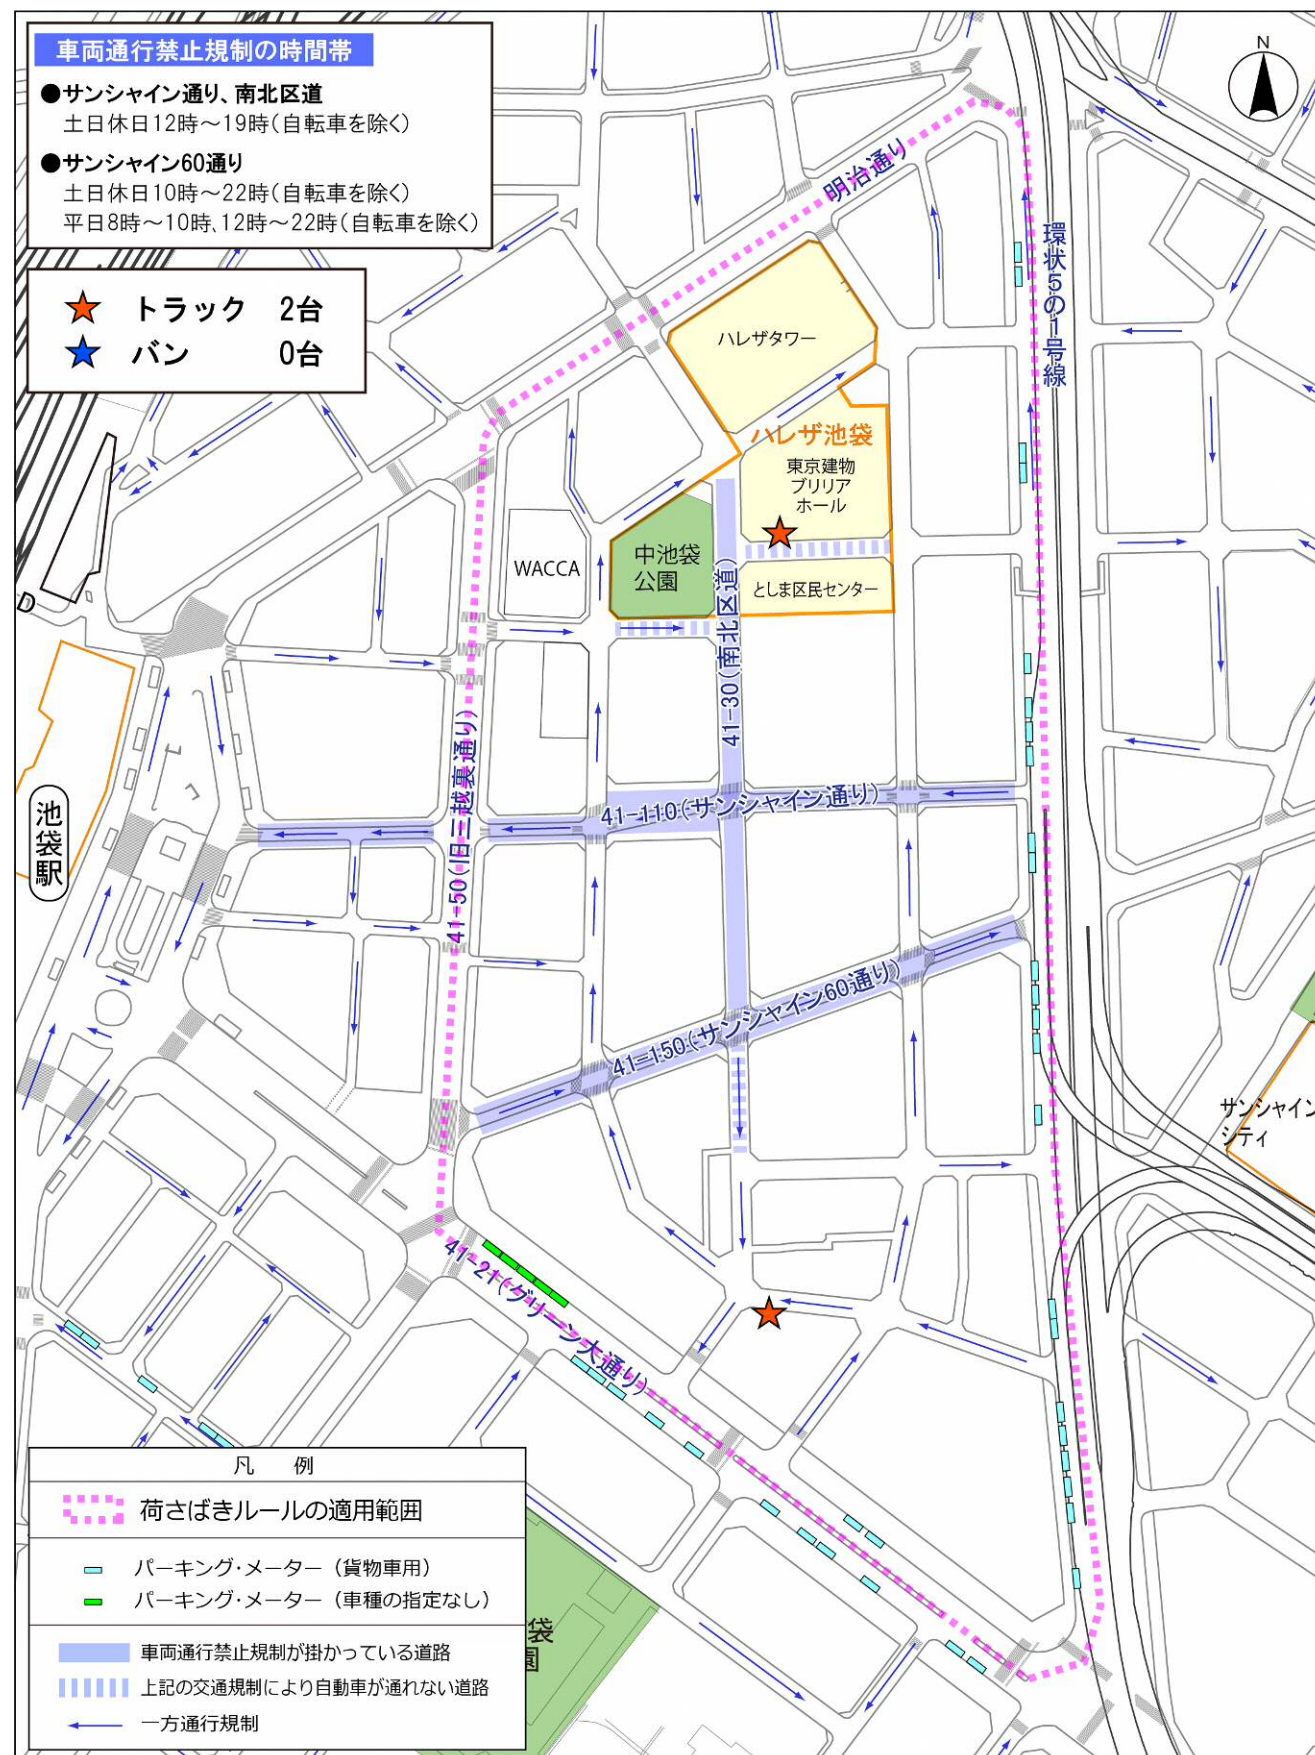 車両通行禁止規制の時間帯
●サンシャイン通り、南北区道
土日休日12時～19時(自転車を除く)
●サンシャイン60通り
土日休日10時～22時(自転車を除く)
平日8時～10時、12時～22時(自転車を除く)
N
★ トラック 2台
★ バン 0台
明治通り
環状5の1号線
ハレザタワー
ハレザ池袋
東京建物
ブリリア
ホール
中池袋
公園
WACCA
としま区民センター
41-30(南北区道)
41-50(旧三越裏通り)
41-110(サンシャイン通り)
池袋駅
41-150(サンシャイン60通り)
サンシャイン
シティ
41-21(グリーン大通り)
凡 例
荷さばきルールの適用範囲
パーキング・メーター（貨物車用）
パーキング・メーター（車種の指定なし）
車両通行禁止規制が掛かっている道路
上記の交通規制により自動車が通れない道路
一方通行規制
袋
園